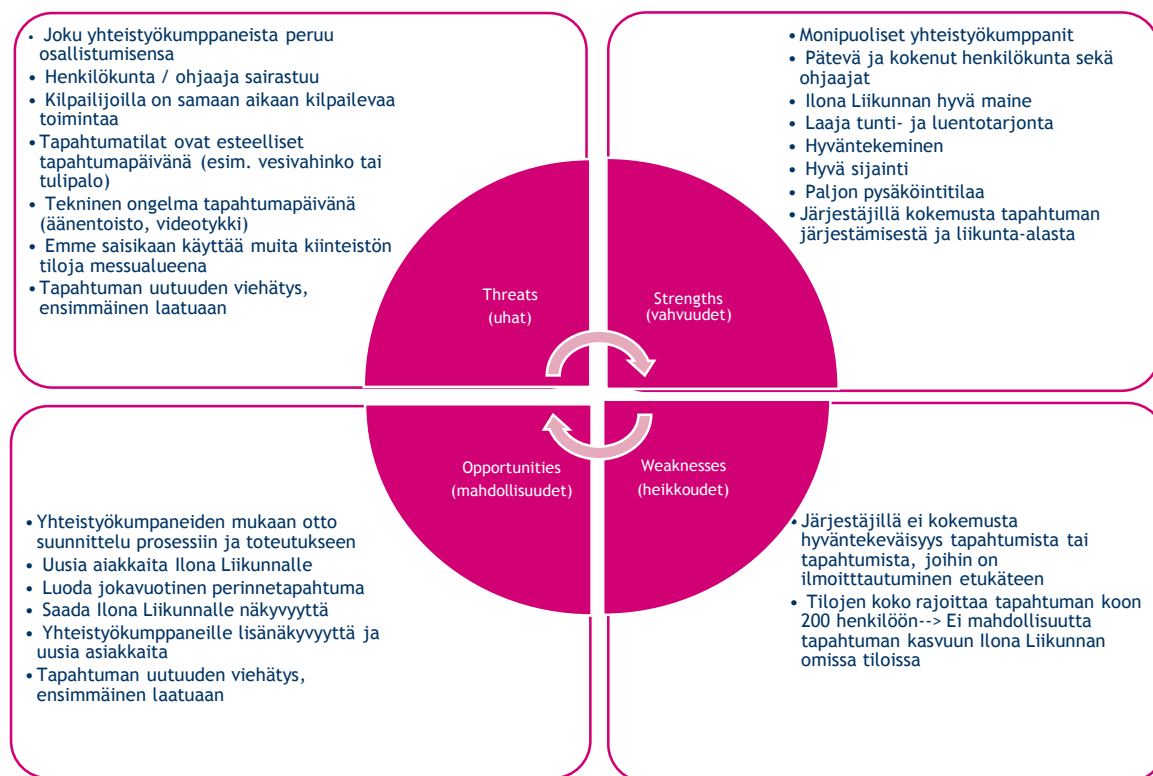 • Joku yhteistyökumppaneista peruu
osallistumisensa
• Henkilökunta / ohjaaja sairastuu
• Kilpailijoilla on samaan aikaan kilpailevaa
toimintaa
• Tapahtumatilat ovat esteelliset
tapahtumapäivänä (esim. vesivahinko tai
tulipalo)
• Tekninen ongelma tapahtumapäivänä
(äänentoisto, videotykki)
• Emme saisikaan käyttää muita kiinteistön
tiloja messualueena
• Tapahtuman uutuuden viehätys,
ensimmäinen laatuaan
• Monipuoliset yhteistyökumppanit
• Pätevä ja kokenut henkilökunta sekä
ohjaajat
• Ilona Liikunnan hyvä maine
• Laaja tunti- ja luentotarjonta
• Hyväntekeminen
• Hyvä sijainti
• Paljon pysäköintitilaa
• Järjestäjillä kokemusta tapahtuman
järjestämisestä ja liikunta-alasta
Threats
(uhat)
Strengths
(vahvuudet)
Opportunities
(mahdollisuudet)
Weaknesses
(heikkoudet)
• Yhteistyökumpaneiden mukaan otto
suunnittelu prosessiin ja toteutukseen
• Uusia aiakkaita Ilona Liikunnalle
• Luoda jokavuotinen perinnetapahtuma
• Saada Ilona Liikunnalle näkyvyyttä
• Yhteistyökumppaneille lisänäkyvyyttä ja
uusia asiakkaita
• Tapahtuman uutuuden viehätys,
ensimmäinen laatuaan
• Järjestäjillä ei kokemusta
hyväntekeväisyys tapahtumista tai
tapahtumista, joihin on
ilmoitttautuminen etukäteen
• Tilojen koko rajoittaa tapahtuman koon
200 henkilöön--> Ei mahdollisuutta
tapahtuman kasvuun Ilona Liikunnan
omissa tiloissa